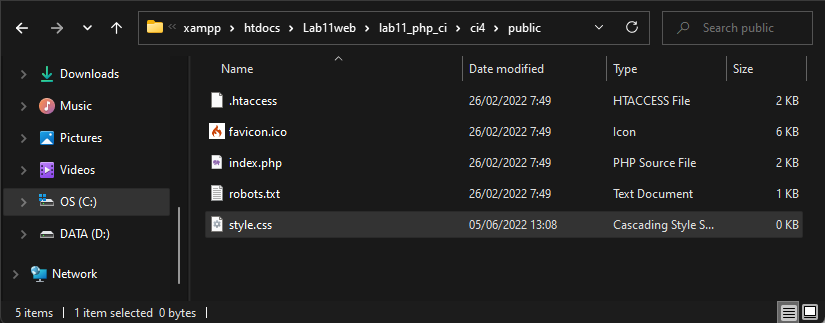 xampp > htdocs > Lab11web > lab11_php_ci > ci4 > public
Search public
Downloads
Music
Pictures
Videos
OS (C:)
DATA (D:)
Network
Name Date modified Type Size
.htaccess 26/02/2022 7:49 HTACCESS File 2 KB
favicon.ico 26/02/2022 7:49 Icon 6 KB
index.php 26/02/2022 7:49 PHP Source File 2 KB
robots.txt 26/02/2022 7:49 Text Document 1 KB
style.css 05/06/2022 13:08 Cascading Style S... 0 KB
5 items 1 item selected 0 bytes